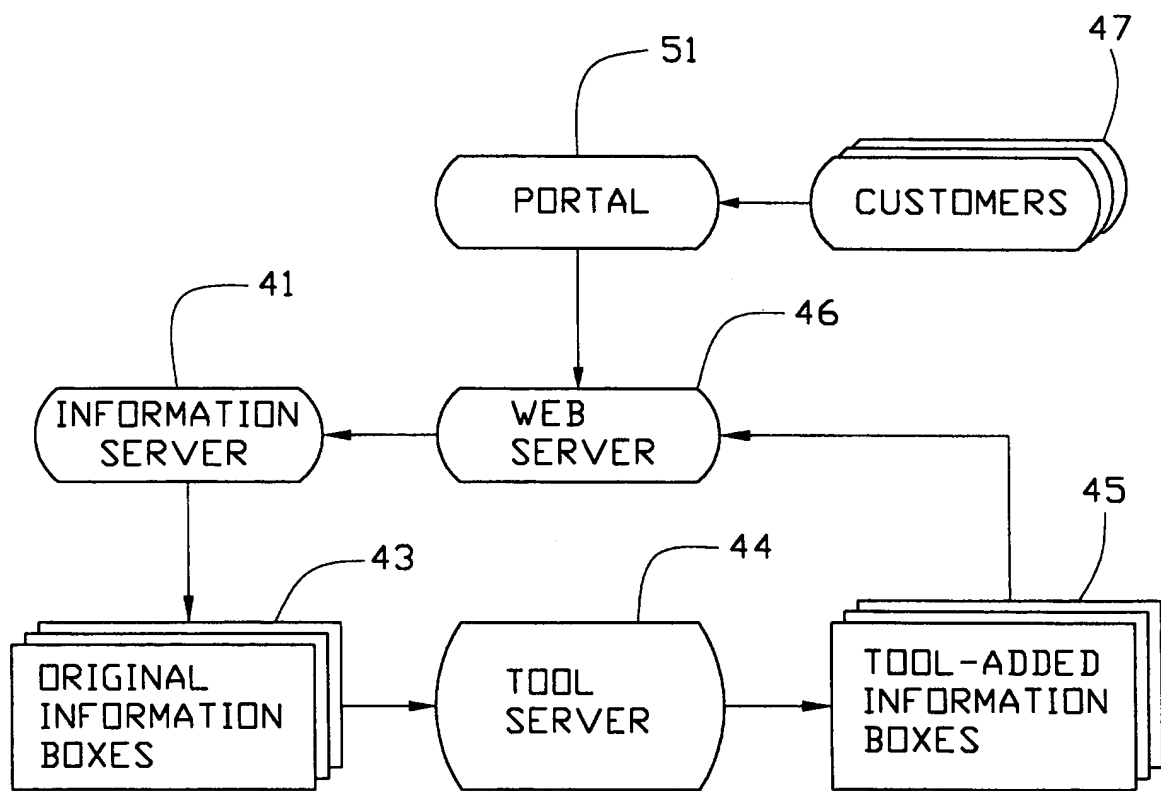 51
47
PORTAL
CUSTOMERS
41
46
INFORMATION
SERVER
WEB
SERVER
43
44
45
ORIGINAL
INFORMATION
BOXES
TOOL
SERVER
TOOL-ADDED
INFORMATION
BOXES